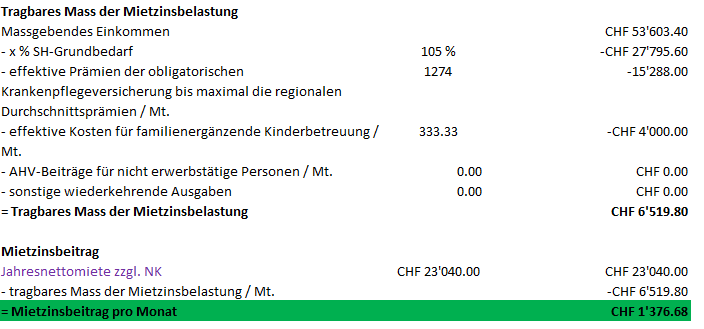 Tragbares Mass der Mietzinsbelastung
Massgebendes Einkommen CHF 53'603.40
- x % SH-Grundbedarf 105 % -CHF 27'795.60
- effektive Prämien der obligatorischen 1274 -15'288.00
Krankenpflegeversicherung bis maximal die regionalen
Durchschnittsprämien / Mt.
- effektive Kosten für familienergänzende Kinderbetreuung / 333.33 -CHF 4'000.00
Mt.
- AHV-Beiträge für nicht erwerbstätige Personen / Mt. 0.00 CHF 0.00
- sonstige wiederkehrende Ausgaben 0.00 CHF 0.00
= Tragbares Mass der Mietzinsbelastung CHF 6'519.80
Mietzinsbeitrag
Jahresnettomiete zzgl. NK CHF 23'040.00 CHF 23'040.00
- tragbares Mass der Mietzinsbelastung / Mt. -CHF 6'519.80
= Mietzinsbeitrag pro Monat CHF 1'376.68